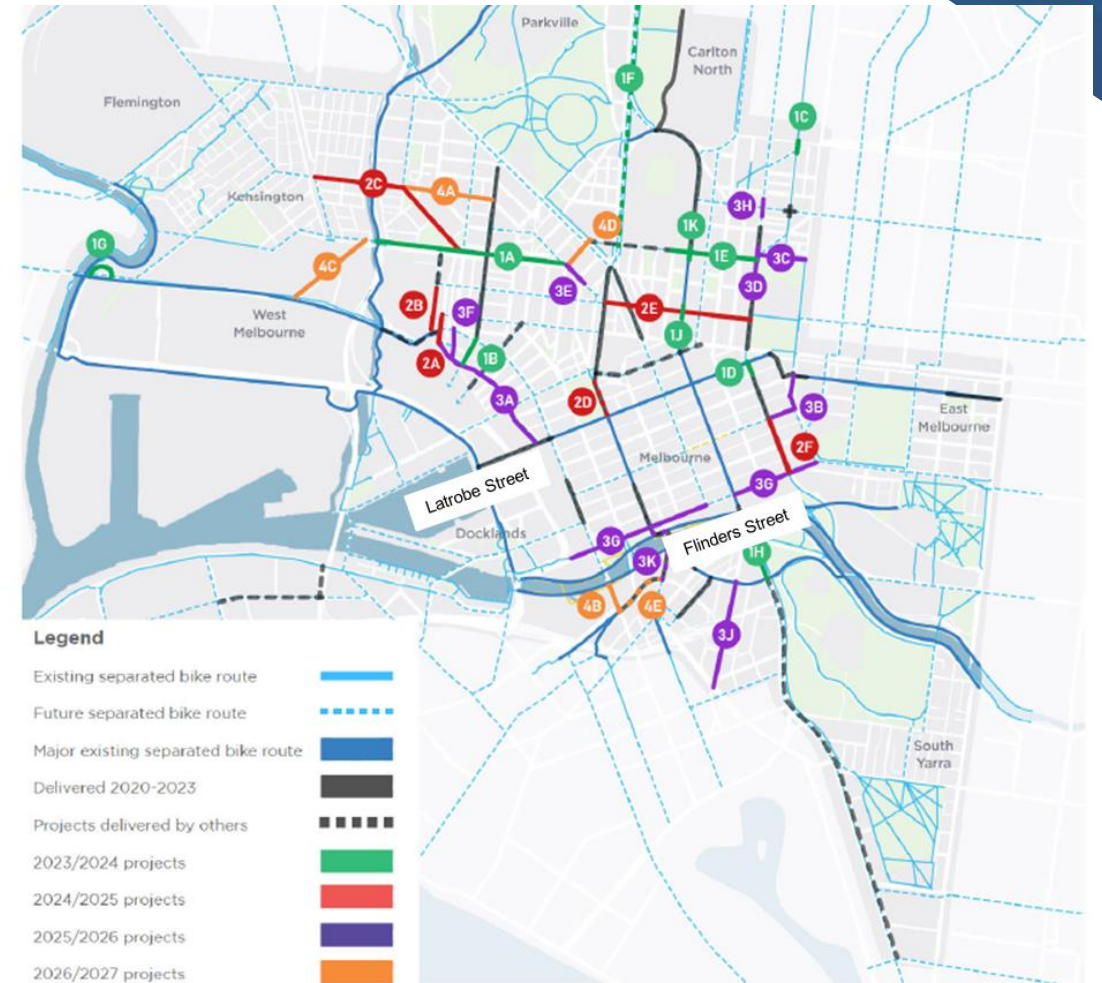 Parkville
Carlton
North
1F
Flemington
1C
2C
4A
Kensington
3H
4D
1K
1G
1A
1E
3C
4C
3E
3D
2B
3F
2E
West
Melbourne
1J
2A
1B
1D
3A
2D
3B
East
Melbourne
2F
Melbourne
3G
Latrobe Street
Docklands
3G
Flinders Street
3K
1H
4B
4E
3J
South
Yarra
Legend
Existing separated bike route
Future separated bike route
Major existing separated bike route
Delivered 2020-2023
Projects delivered by others
2023/2024 projects
2024/2025 projects
2025/2026 projects
2026/2027 projects